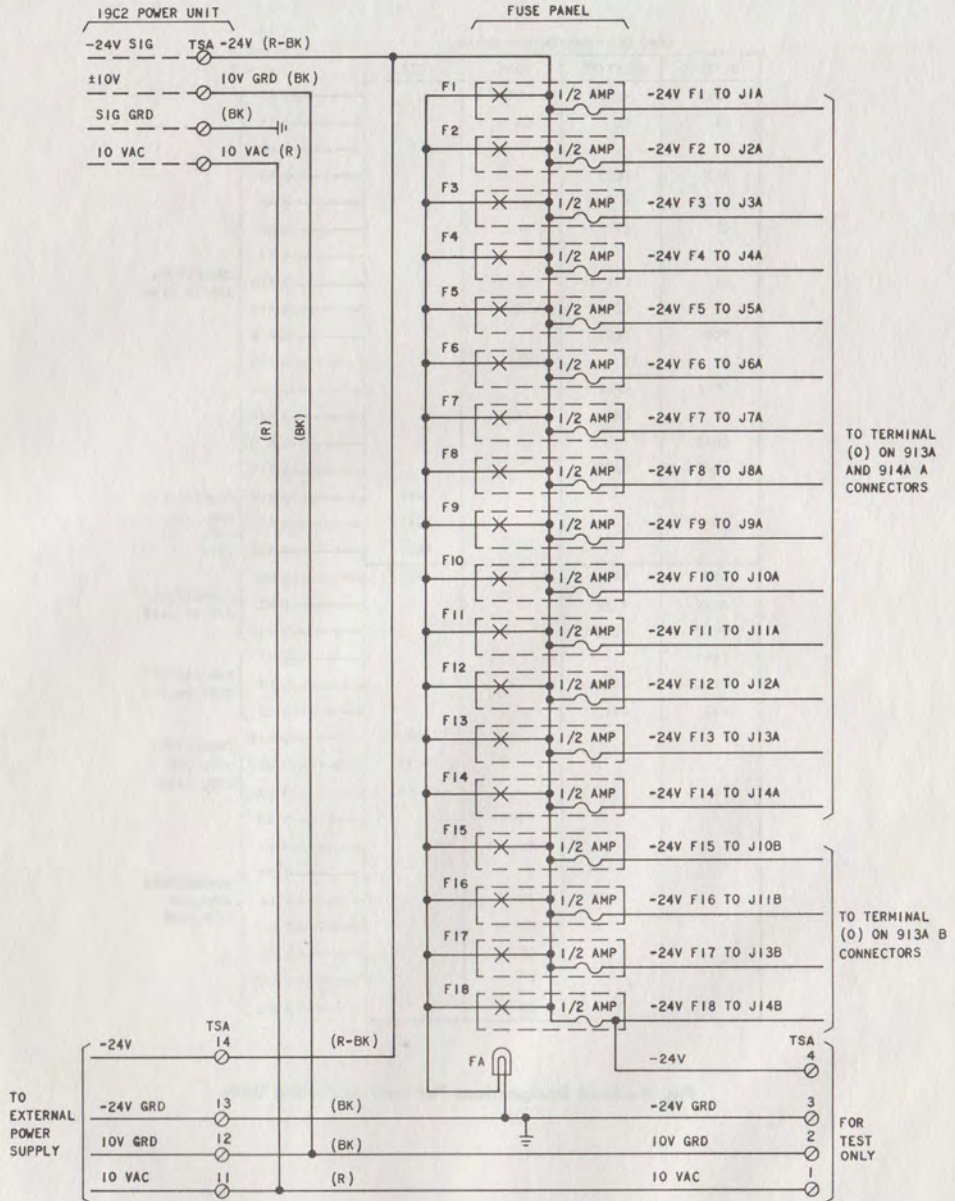 19C2 POWER UNIT
FUSE PANEL
-24V SIG TSA -24V (R-BK)
±10V 10V GRD (BK)
SIG GRD (BK)
10 VAC 10 VAC (R)
F1 1/2 AMP -24V F1 TO J1A
F2 1/2 AMP -24V F2 TO J2A
F3 1/2 AMP -24V F3 TO J3A
F4 1/2 AMP -24V F4 TO J4A
F5 1/2 AMP -24V F5 TO J5A
F6 1/2 AMP -24V F6 TO J6A
F7 1/2 AMP -24V F7 TO J7A
F8 1/2 AMP -24V F8 TO J8A
F9 1/2 AMP -24V F9 TO J9A
F10 1/2 AMP -24V F10 TO J10A
F11 1/2 AMP -24V F11 TO J11A
F12 1/2 AMP -24V F12 TO J12A
F13 1/2 AMP -24V F13 TO J13A
F14 1/2 AMP -24V F14 TO J14A
(R)
(BK)
TO TERMINAL
(0) ON 913A
AND 914A A
CONNECTORS
F15 1/2 AMP -24V F15 TO J10B
F16 1/2 AMP -24V F16 TO J11B
F17 1/2 AMP -24V F17 TO J13B
F18 1/2 AMP -24V F18 TO J14B
TO TERMINAL
(0) ON 913A B
CONNECTORS
TO
EXTERNAL
POWER
SUPPLY
TSA
-24V 14 (R-BK)
-24V GRD 13 (BK)
10V GRD 12 (BK)
10 VAC 11 (R)
FA
TSA
-24V 4
-24V GRD 3
10V GRD 2
10 VAC 1
FOR
TEST
ONLY